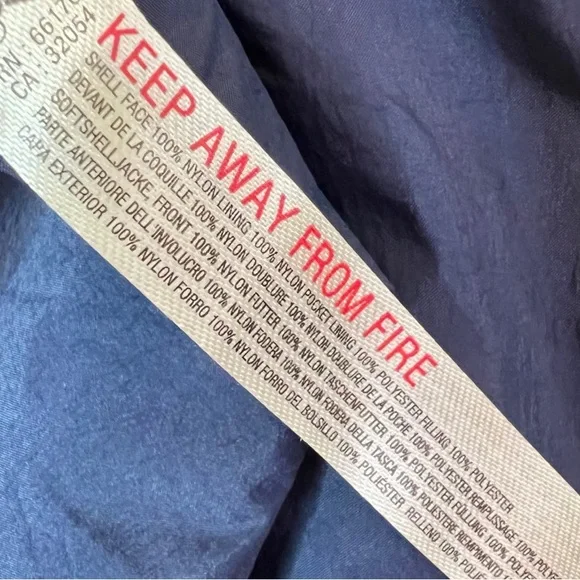 : 66170
CA : 32054
KEEP AWAY FROM FIRE
SHELL FACE 100% NYLON LINING 100% NYLON POCKET LINING 100% POLYESTER FILLING 100% POLYESTER
DEVANT DE LA COQUILLE 100% NYLON DOUBLURE 100% NYLON DOUBLURE DE LA POCHE 100% POLYESTER REMPLISSAGE 100% POLYESTER
SOFTSHELLJACKE, FRONT 100% NYLON FUTTER 100% NYLON TASCHENFUTTER 100% POLYESTER FÜLLUNG 100% POLYESTER
PARTE ANTERIORE DELL'INVOLUCRO 100% NYLON FODERA 100% NYLON FODERA DELLA TASCA 100% POLIESTERE RIEMPIMENTO
CAPA EXTERIOR 100% NYLON FORRO 100% NYLON FORRO DEL BOLSILLO 100% POLIÉSTER RELLENO 100% POLI